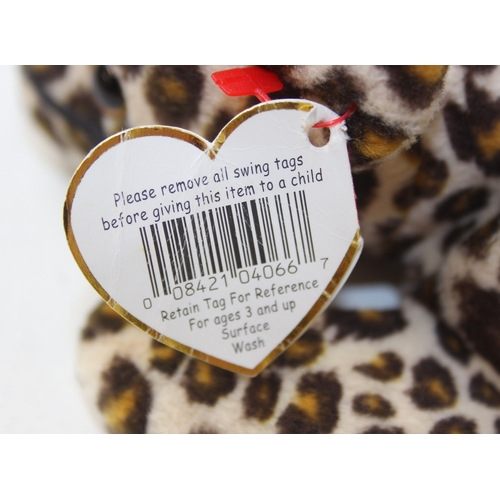 Please remove all swing tags
before giving this item to a child
0 08421 04066 7
Retain Tag For Reference
For ages 3 and up
Surface
Wash